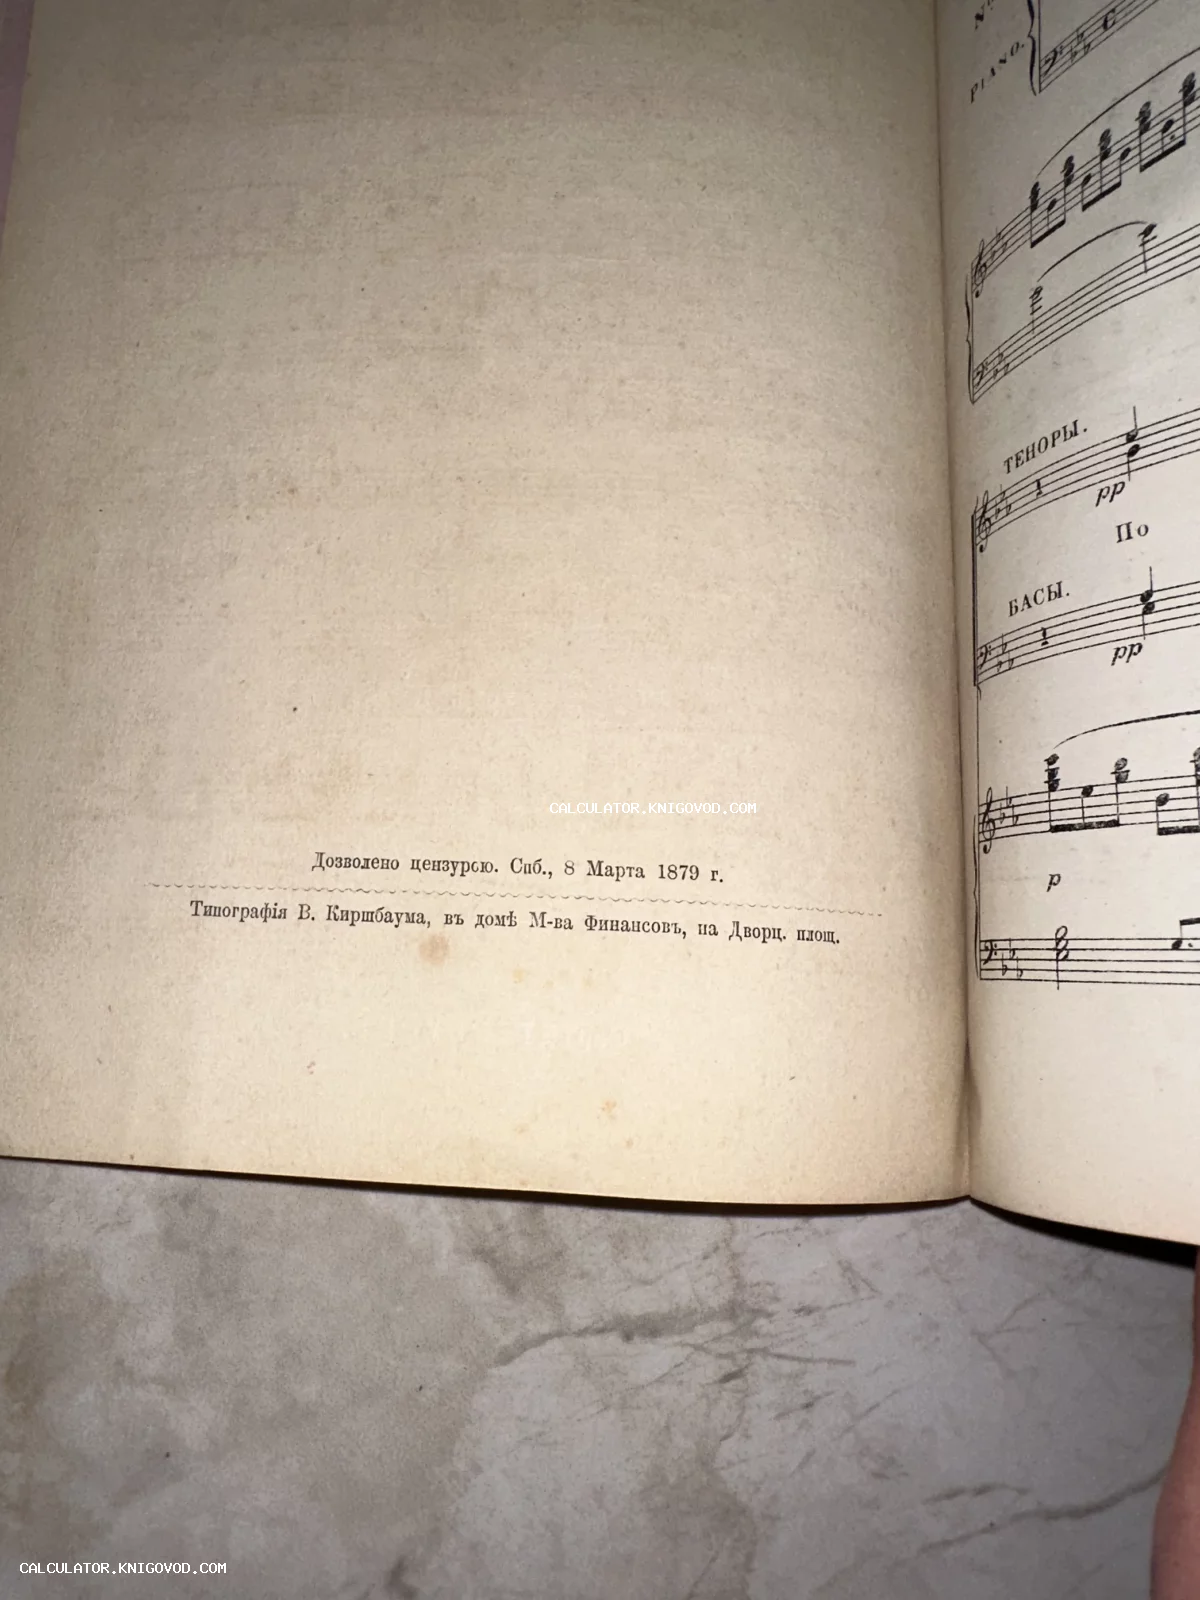 Nº
PIANO.
ТЕНОРЫ.
pp
По
БАСЫ.
pp
p
CALCULATOR.KNIGOVOD.COM
Дозволено цензурою. Спб., 8 Марта 1879 г.
Типографія В. Киршбаума, въ домѣ М-ва Финансовъ, на Дворц. площ.
CALCULATOR.KNIGOVOD.COM